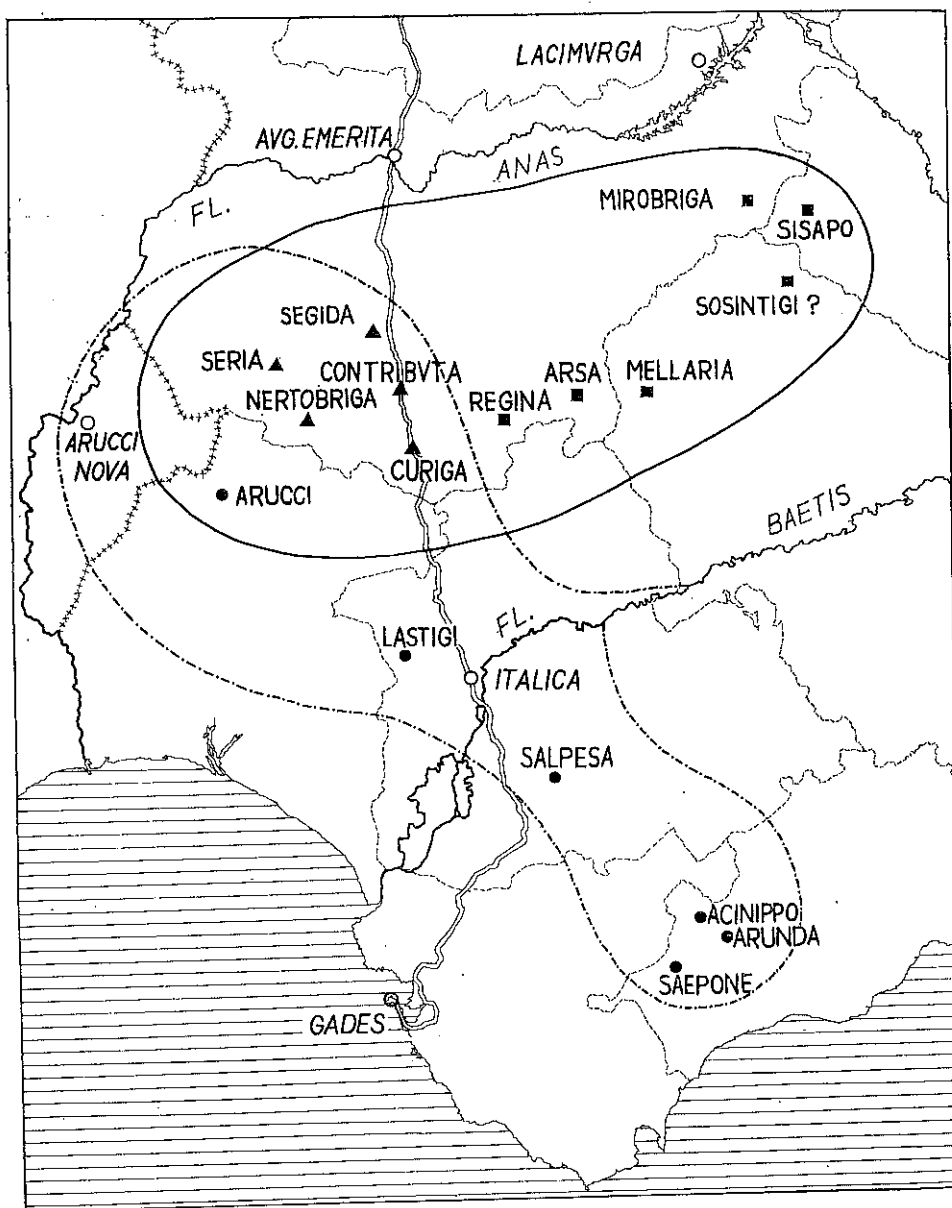 LACIMVRGA
AVG. EMERITA
ANAS
FL.
MIROBRIGA
SISAPO
SOSINTIGI ?
SEGIDA
SERIA
CONTRIBVTA
ARSA
MELLARIA
NERTOBRIGA
REGINA
ARUCCI
NOVA
CURIGA
ARUCCI
BAETIS
FL.
LASTIGI
ITALICA
SALPESA
ACINIPPO
ARUNDA
SAEPONE
GADES